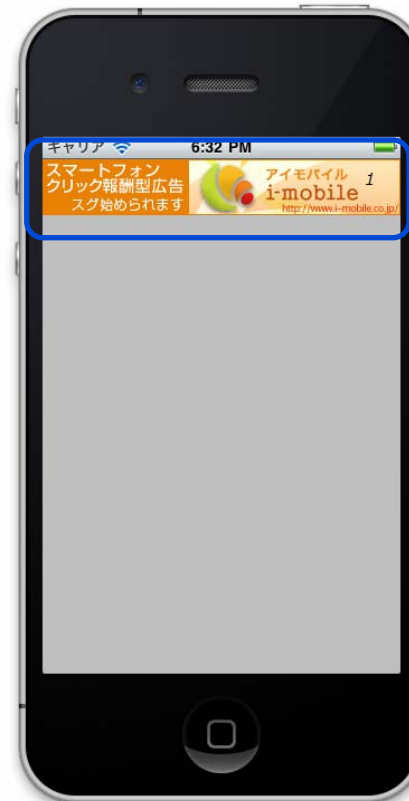 キャリア 6:32 PM
スマートフォン
クリック報酬型広告
スグ始められます
アイモバイル 1
i-mobile
http://www.i-mobile.co.jp/